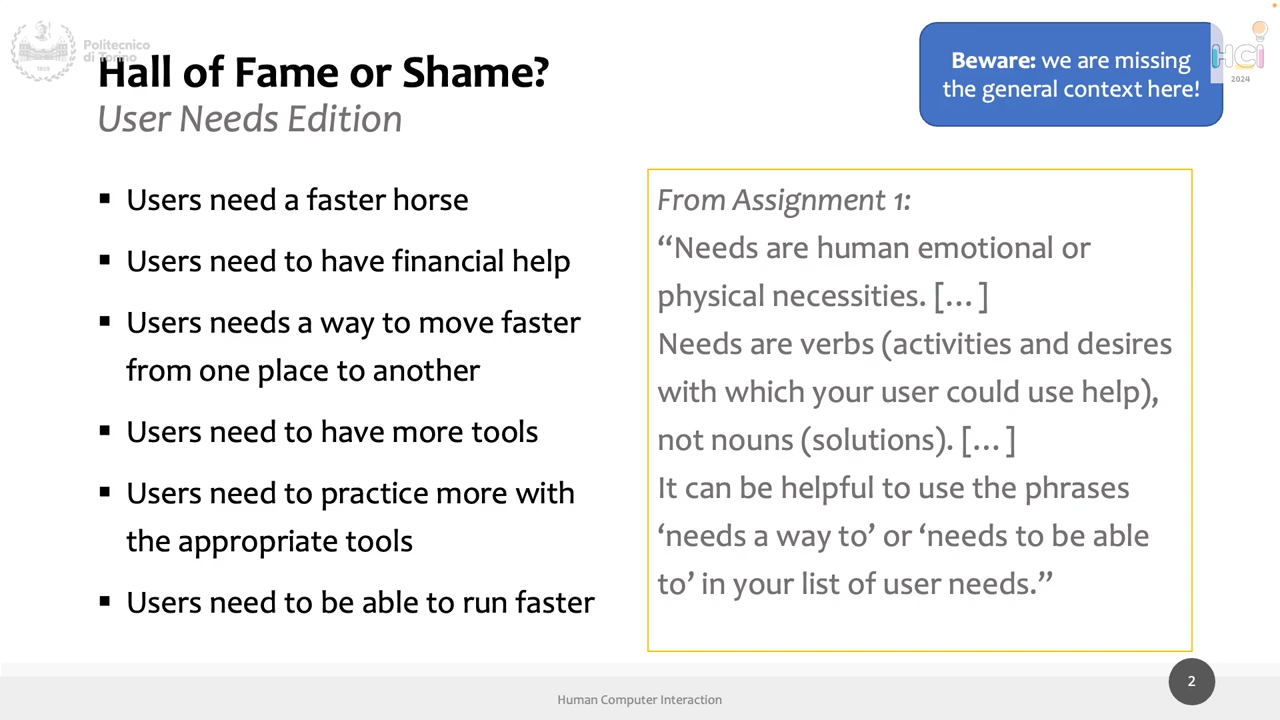 Politecnico
di Torino
1859
Hall of Fame or Shame?
User Needs Edition
Beware: we are missing
the general context here!
HCI
2024
▪ Users need a faster horse
▪ Users need to have financial help
▪ Users needs a way to move faster
from one place to another
▪ Users need to have more tools
▪ Users need to practice more with
the appropriate tools
▪ Users need to be able to run faster
From Assignment 1:
“Needs are human emotional or
physical necessities. […]
Needs are verbs (activities and desires
with which your user could use help),
not nouns (solutions). […]
It can be helpful to use the phrases
‘needs a way to’ or ‘needs to be able
to’ in your list of user needs.”
Human Computer Interaction
2